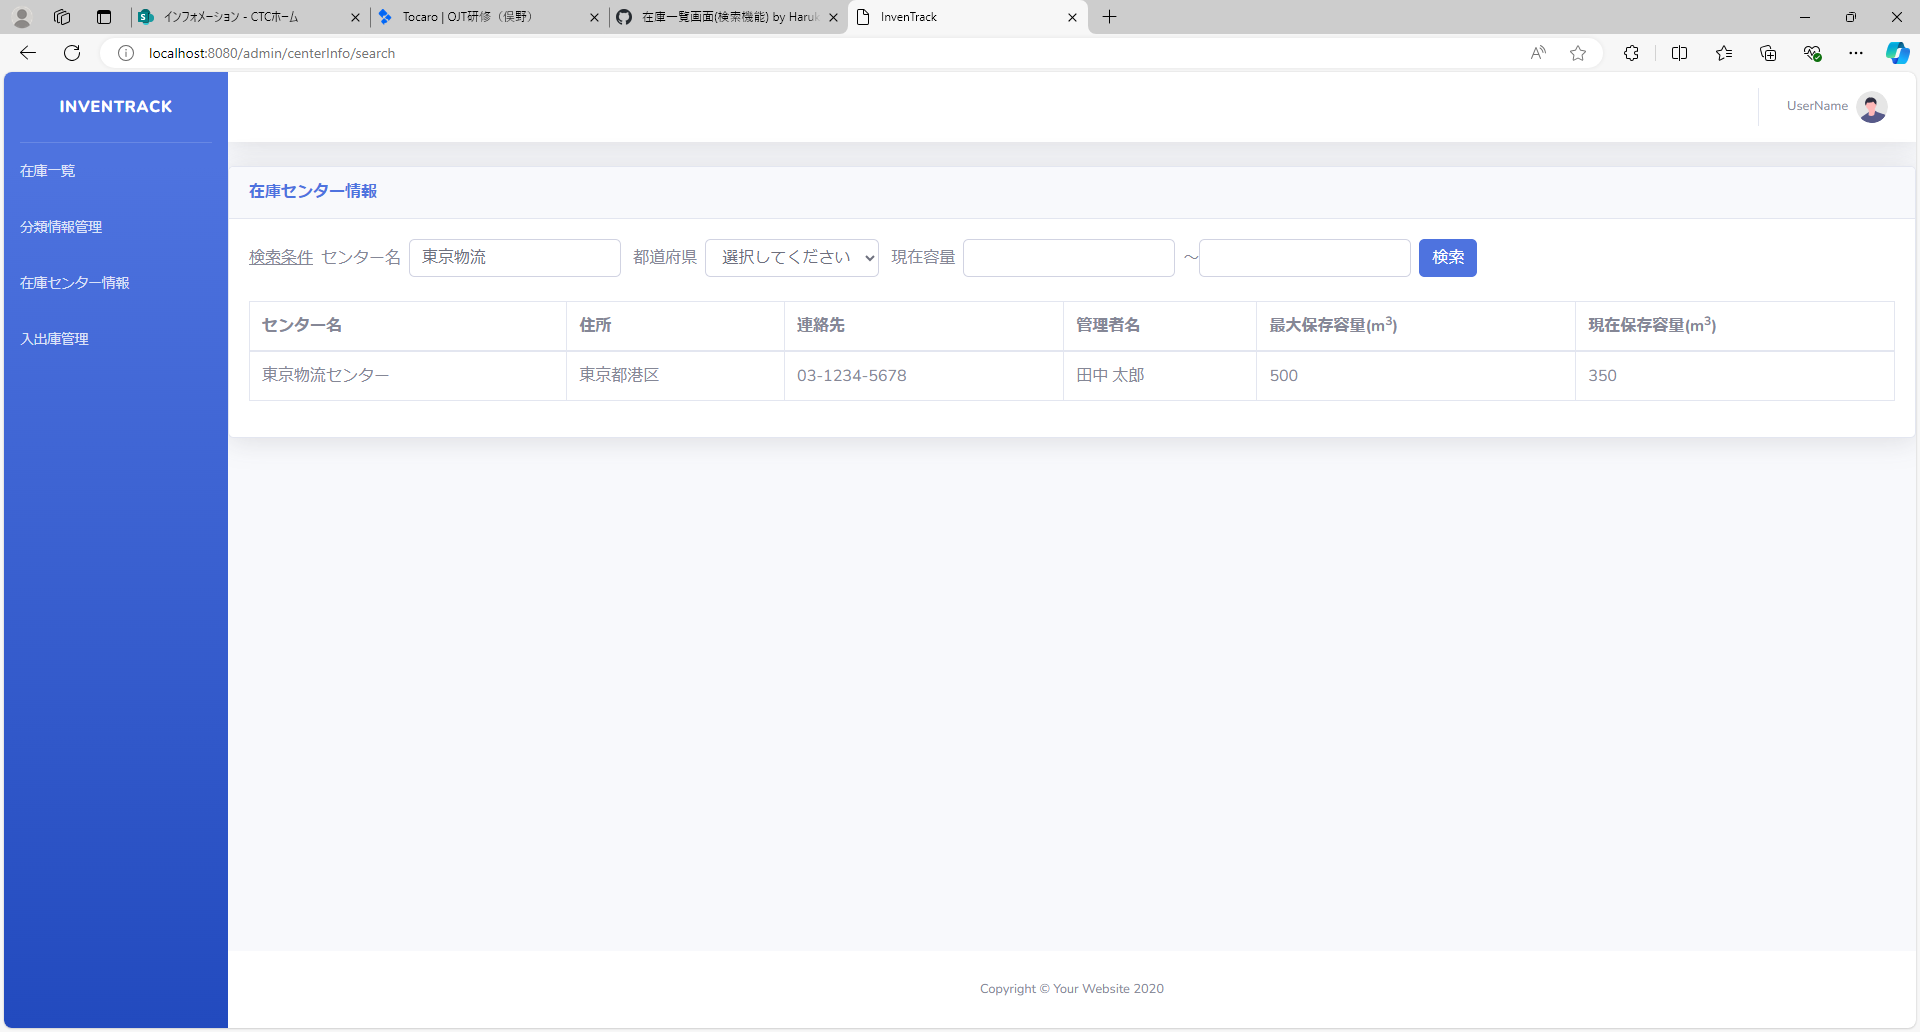 インフォメーション - CTCホーム
Tocaro | OJT研修（俣野）
在庫一覧画面(検索機能) by Haruk
InvenTrack
localhost:8080/admin/centerInfo/search
INVENTRACK
UserName
在庫一覧
分類情報管理
在庫センター情報
入出庫管理
在庫センター情報
検索条件 センター名 東京物流 都道府県 選択してください 現在容量 ～ 検索
センター名 住所 連絡先 管理者名 最大保存容量(m³) 現在保存容量(m³)
東京物流センター 東京都港区 03-1234-5678 田中 太郎 500 350
Copyright © Your Website 2020